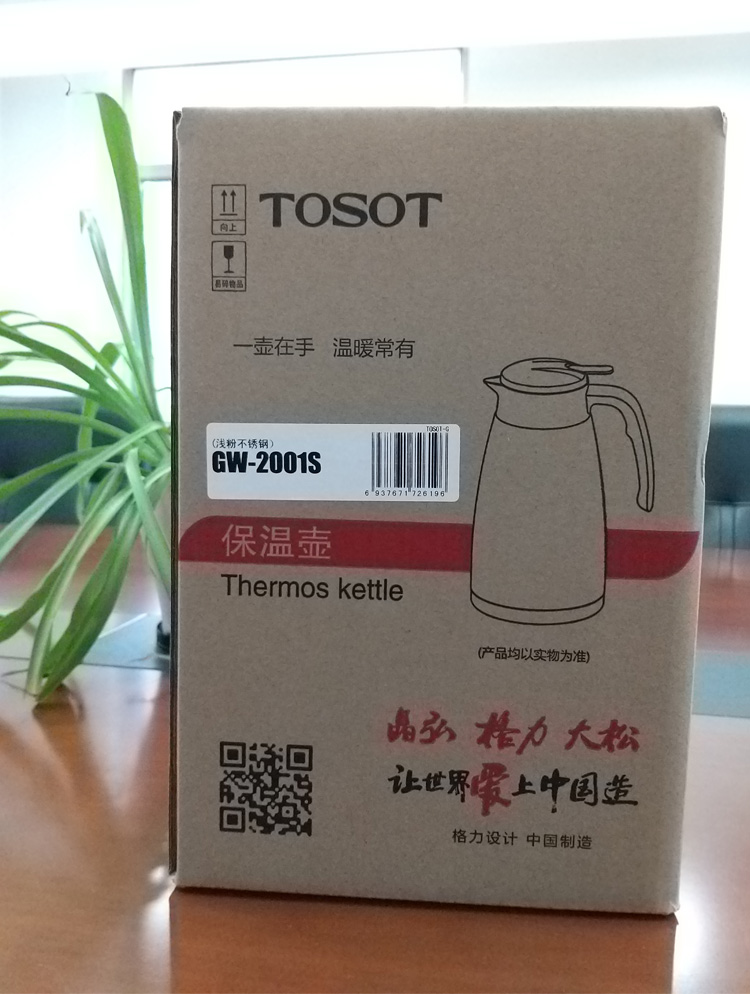 向上
TOSOT
易碎物品
一壶在手 温暖常有
TOSOT-G
(浅粉不锈钢)
GW-2001S
6 937671 726196
保温壶
Thermos kettle
(产品均以实物为准)
晶弘 格力 大松
让世界爱上中国造
格力设计 中国制造